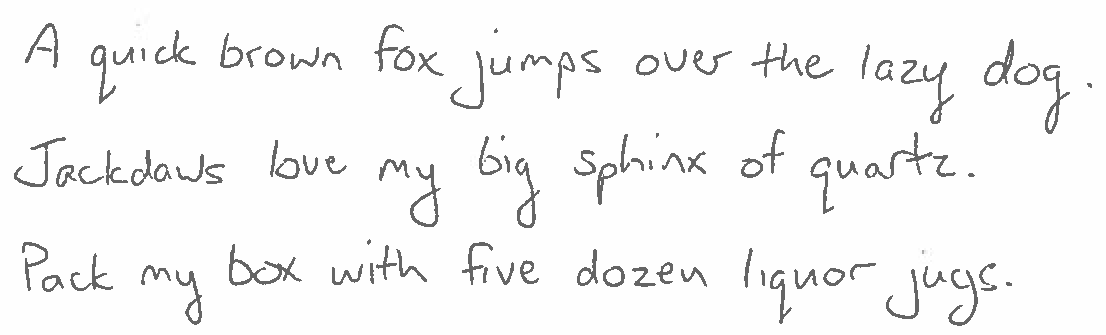 A quick brown fox jumps over the lazy dog.
Jackdaws love my big sphinx of quartz.
Pack my box with five dozen liquor jugs.